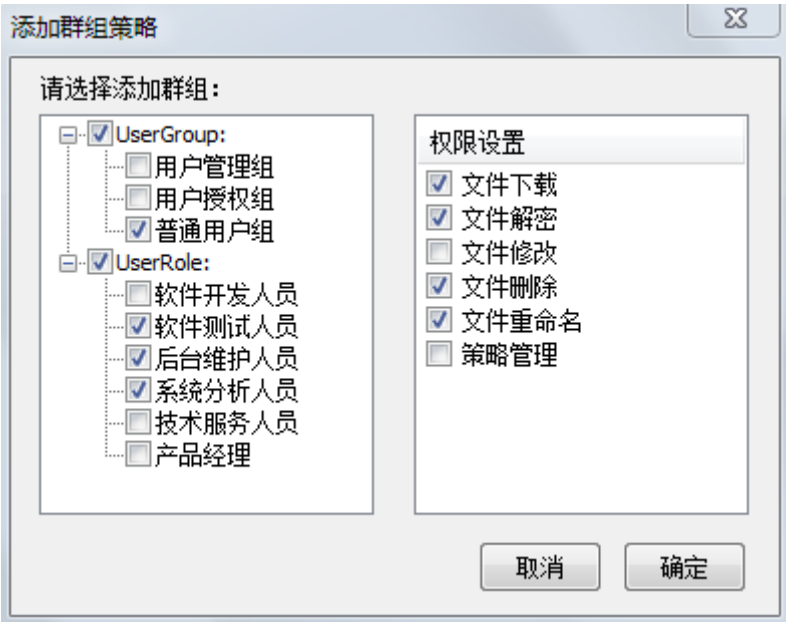 添加群组策略
请选择添加群组：
UserGroup:
用户管理组
用户授权组
普通用户组
UserRole:
软件开发人员
软件测试人员
后台维护人员
系统分析人员
技术服务人员
产品经理
权限设置
文件下载
文件解密
文件修改
文件删除
文件重命名
策略管理
取消
确定